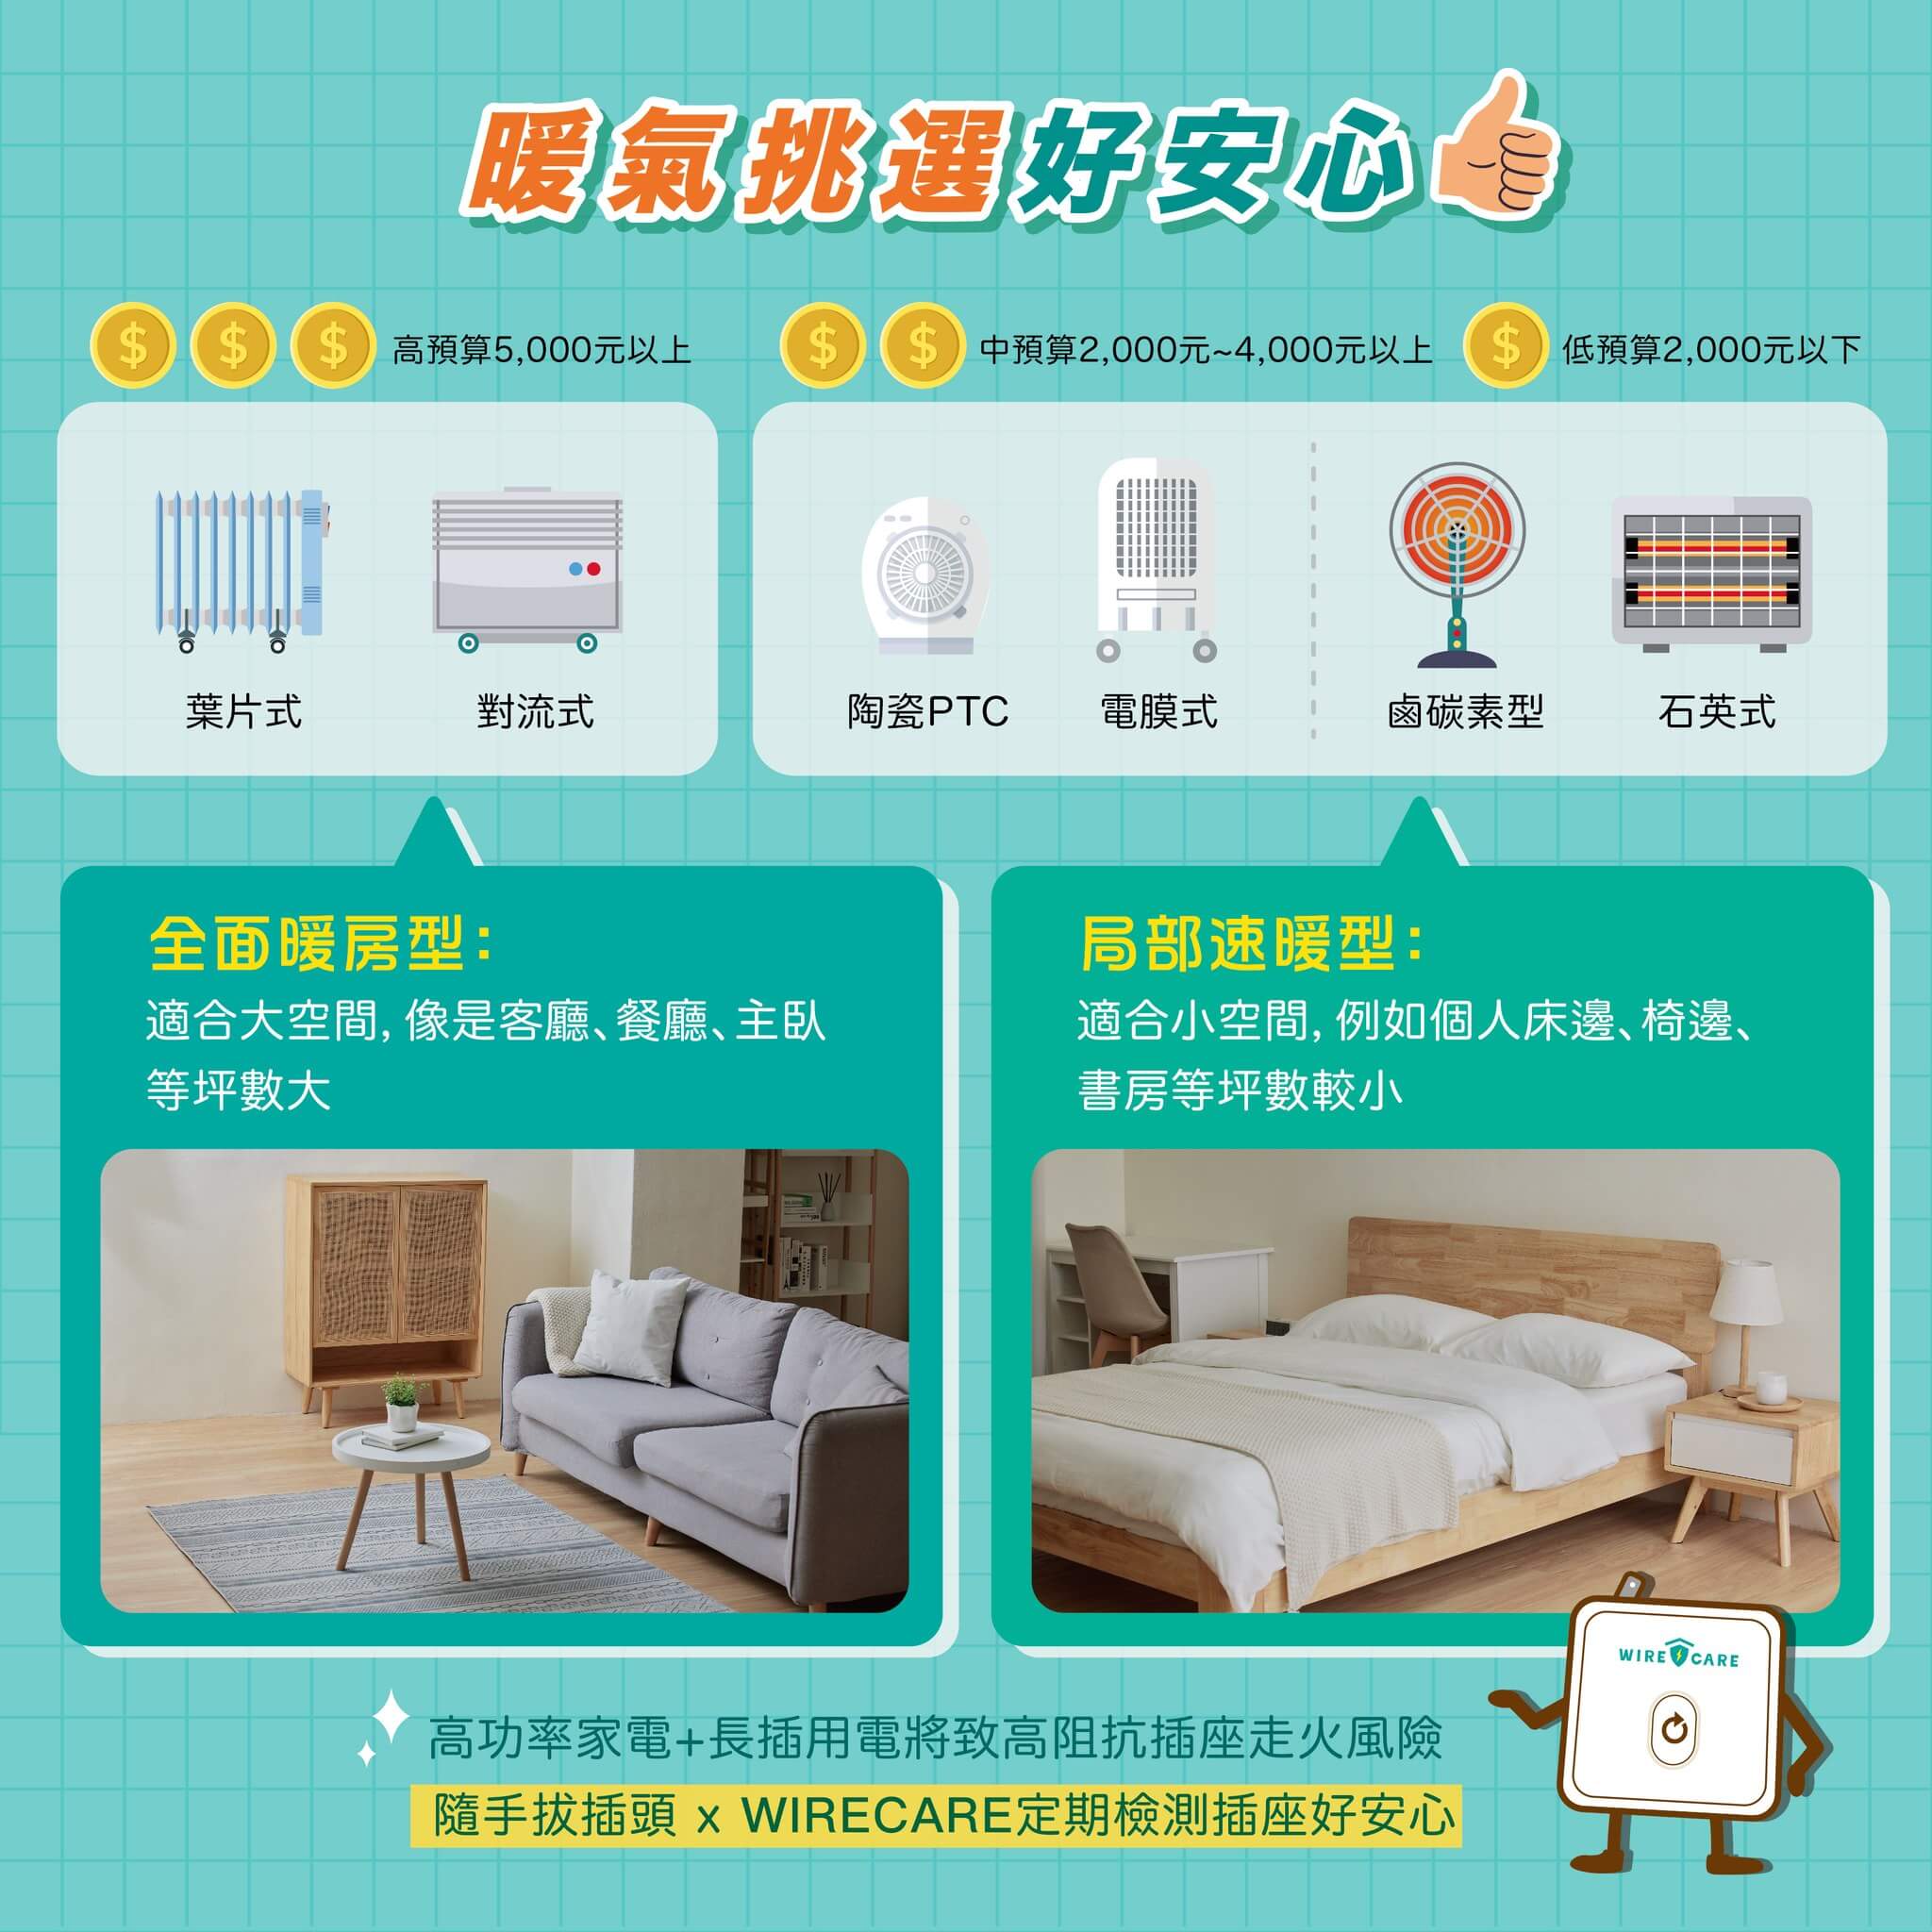 暖氣挑選好安心
高預算5,000元以上
中預算2,000元~4,000元以上
低預算2,000元以下
葉片式
對流式
陶瓷PTC
電膜式
鹵碳素型
石英式
全面暖房型：
適合大空間, 像是客廳、餐廳、主臥
等坪數大
局部速暖型：
適合小空間, 例如個人床邊、椅邊、
書房等坪數較小
WIRE CARE
高功率家電+長插用電將致高阻抗插座走火風險
隨手拔插頭 x WIRECARE定期檢測插座好安心